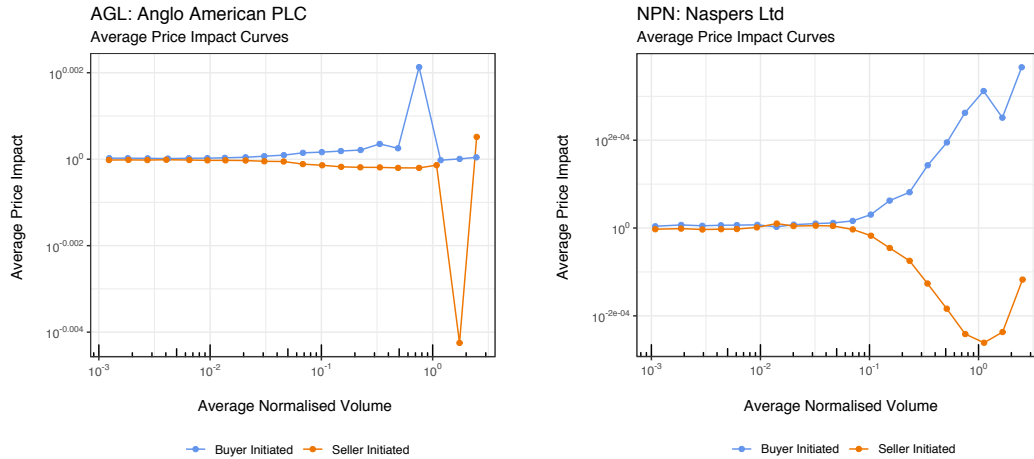 AGL: Anglo American PLC
Average Price Impact Curves
10^0.002
10^0
10^-0.002
10^-0.004
Average Price Impact
10^-3
10^-2
10^-1
10^0
Average Normalised Volume
Buyer Initiated
Seller Initiated
NPN: Naspers Ltd
Average Price Impact Curves
10^2e-04
10^0
10^-2e-04
Average Price Impact
10^-3
10^-2
10^-1
10^0
Average Normalised Volume
Buyer Initiated
Seller Initiated